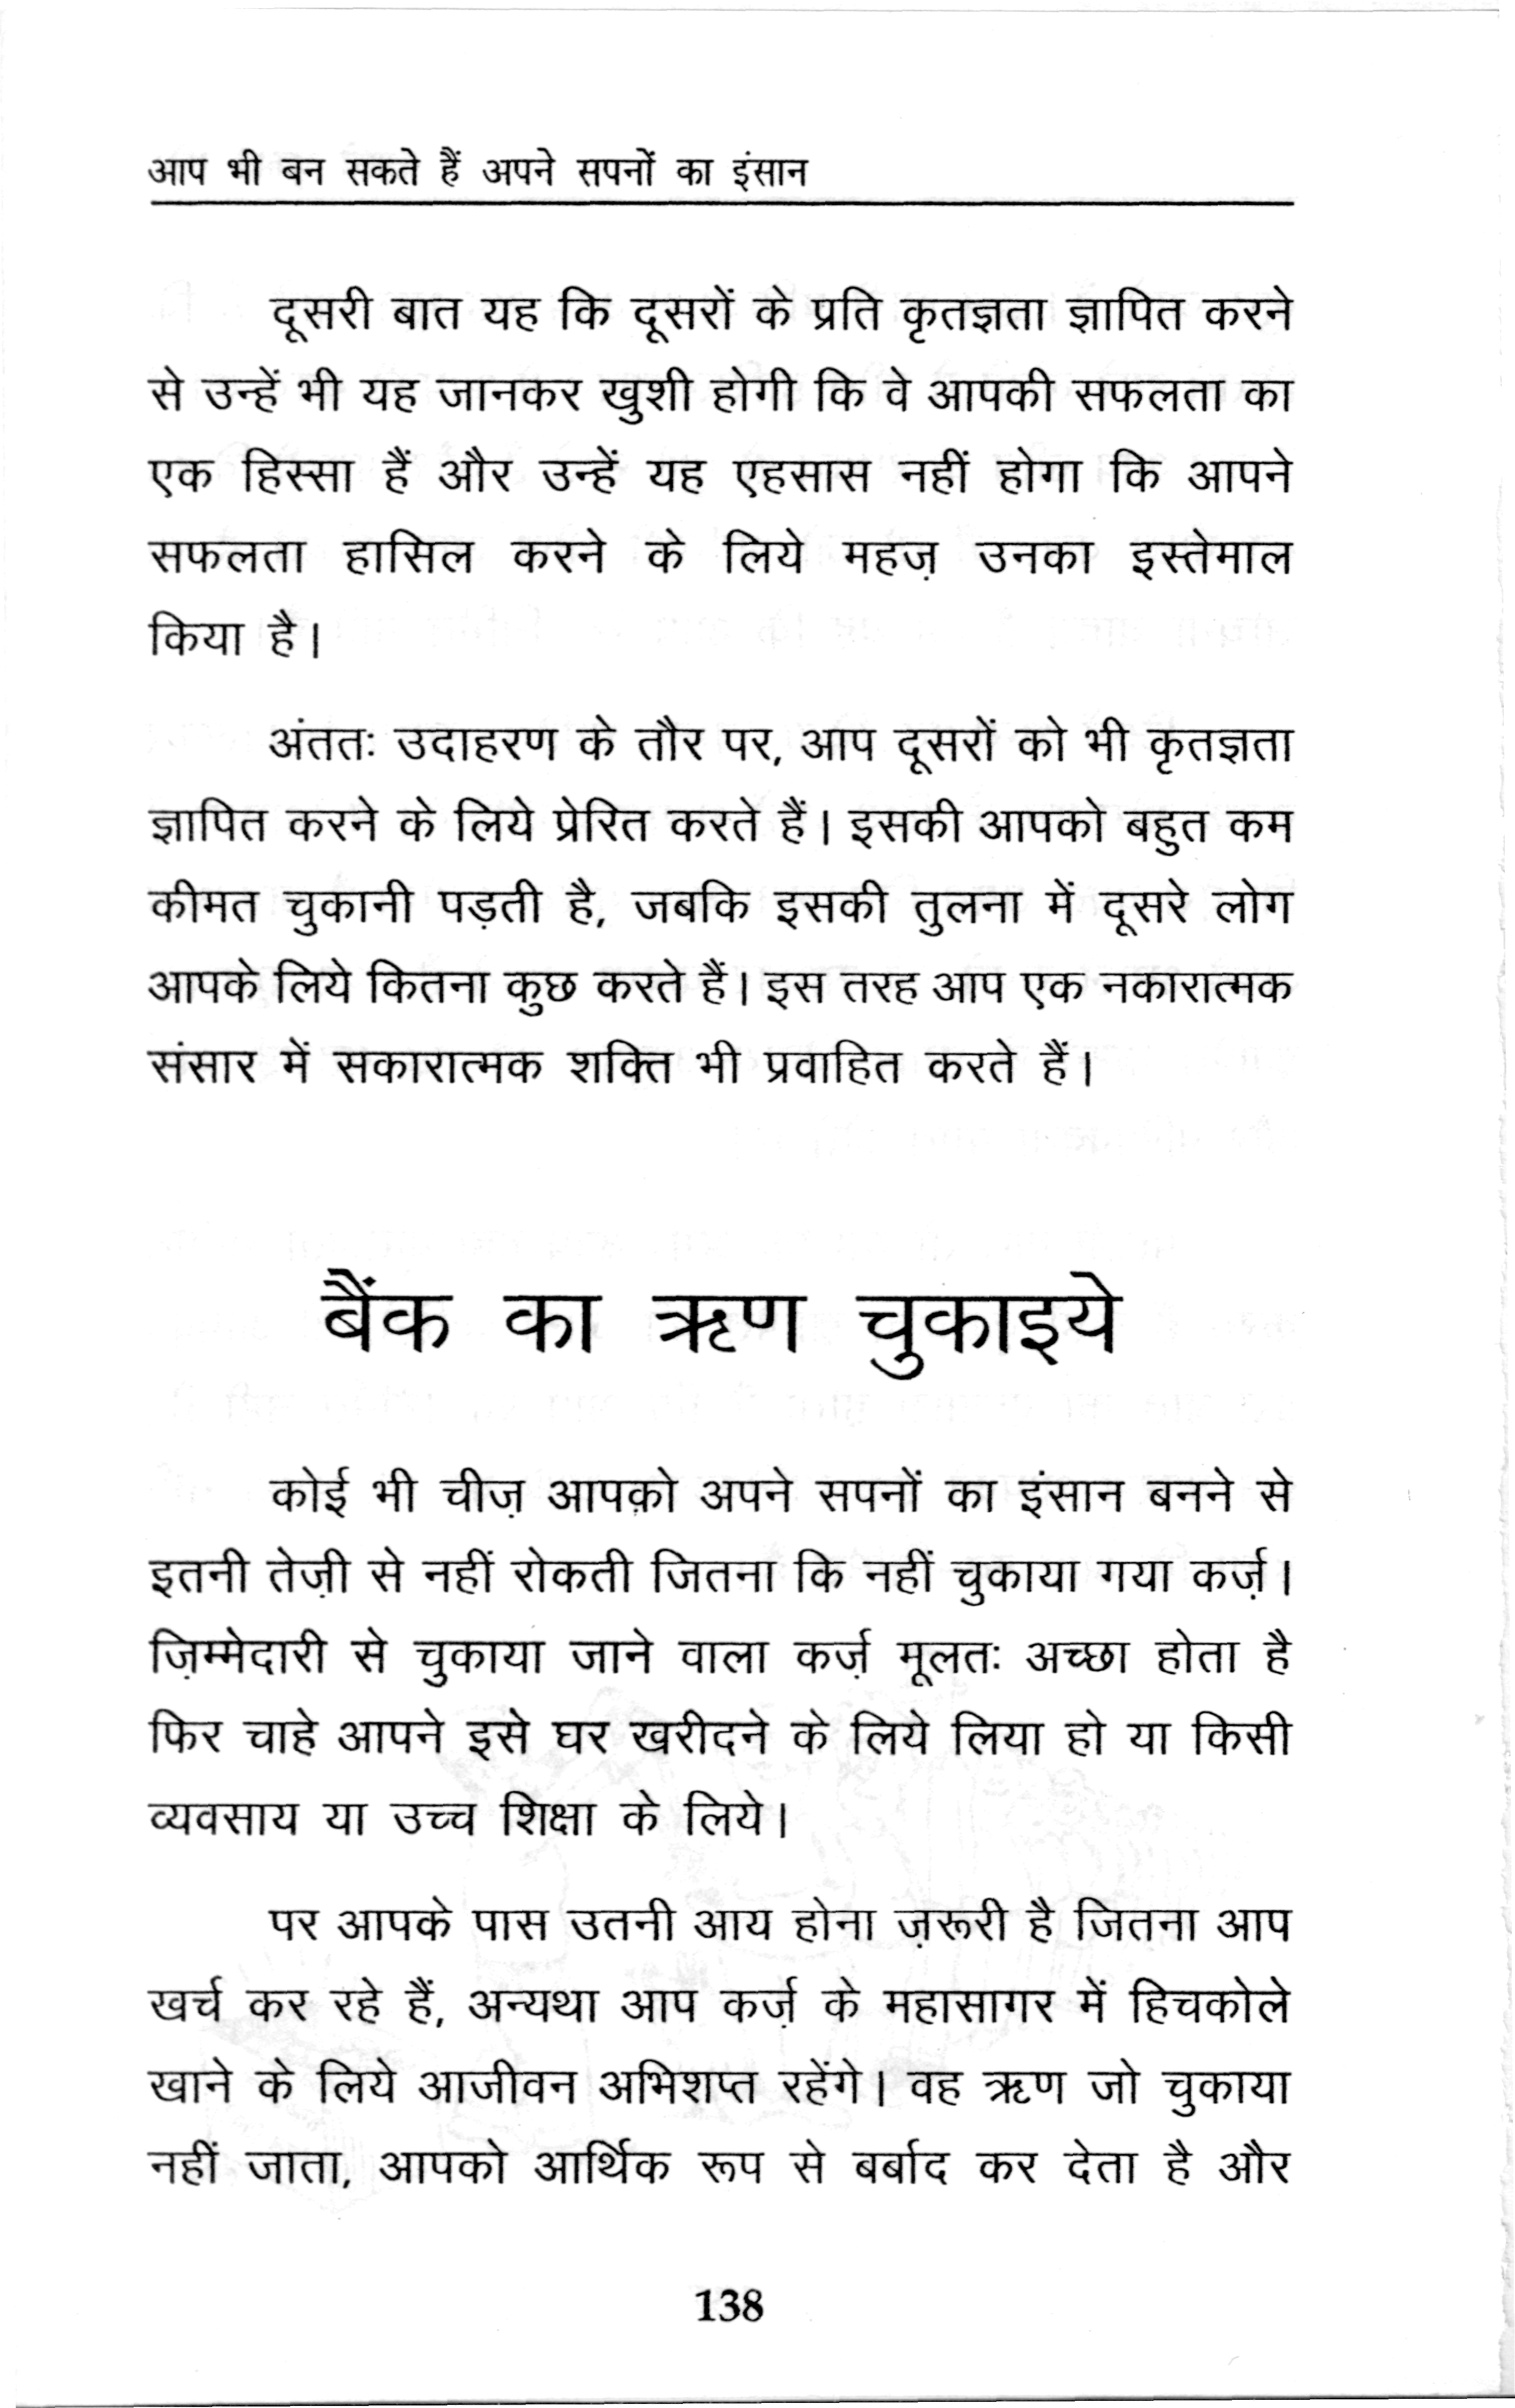 आप भी बन सकते हैं अपने सपनों का इंसान
दूसरी बात यह कि दूसरों के प्रति कृतज्ञता ज्ञापित करने
से उन्हें भी यह जानकर खुशी होगी कि वे आपकी सफलता का
एक हिस्सा हैं और उन्हें यह एहसास नहीं होगा कि आपने
सफलता हासिल करने के लिये महज़ उनका इस्तेमाल
किया है।
अंततः उदाहरण के तौर पर, आप दूसरों को भी कृतज्ञता
ज्ञापित करने के लिये प्रेरित करते हैं। इसकी आपको बहुत कम
कीमत चुकानी पड़ती है, जबकि इसकी तुलना में दूसरे लोग
आपके लिये कितना कुछ करते हैं। इस तरह आप एक नकारात्मक
संसार में सकारात्मक शक्ति भी प्रवाहित करते हैं।
बैंक का ऋण चुकाइये
कोई भी चीज़ आपको अपने सपनों का इंसान बनने से
इतनी तेज़ी से नहीं रोकती जितना कि नहीं चुकाया गया कर्ज़।
ज़िम्मेदारी से चुकाया जाने वाला कर्ज़ मूलतः अच्छा होता है
फिर चाहे आपने इसे घर खरीदने के लिये लिया हो या किसी
व्यवसाय या उच्च शिक्षा के लिये।
पर आपके पास उतनी आय होना ज़रूरी है जितना आप
खर्च कर रहे हैं, अन्यथा आप कर्ज़ के महासागर में हिचकोले
खाने के लिये आजीवन अभिशप्त रहेंगे। वह ऋण जो चुकाया
नहीं जाता, आपको आर्थिक रूप से बर्बाद कर देता है और
138